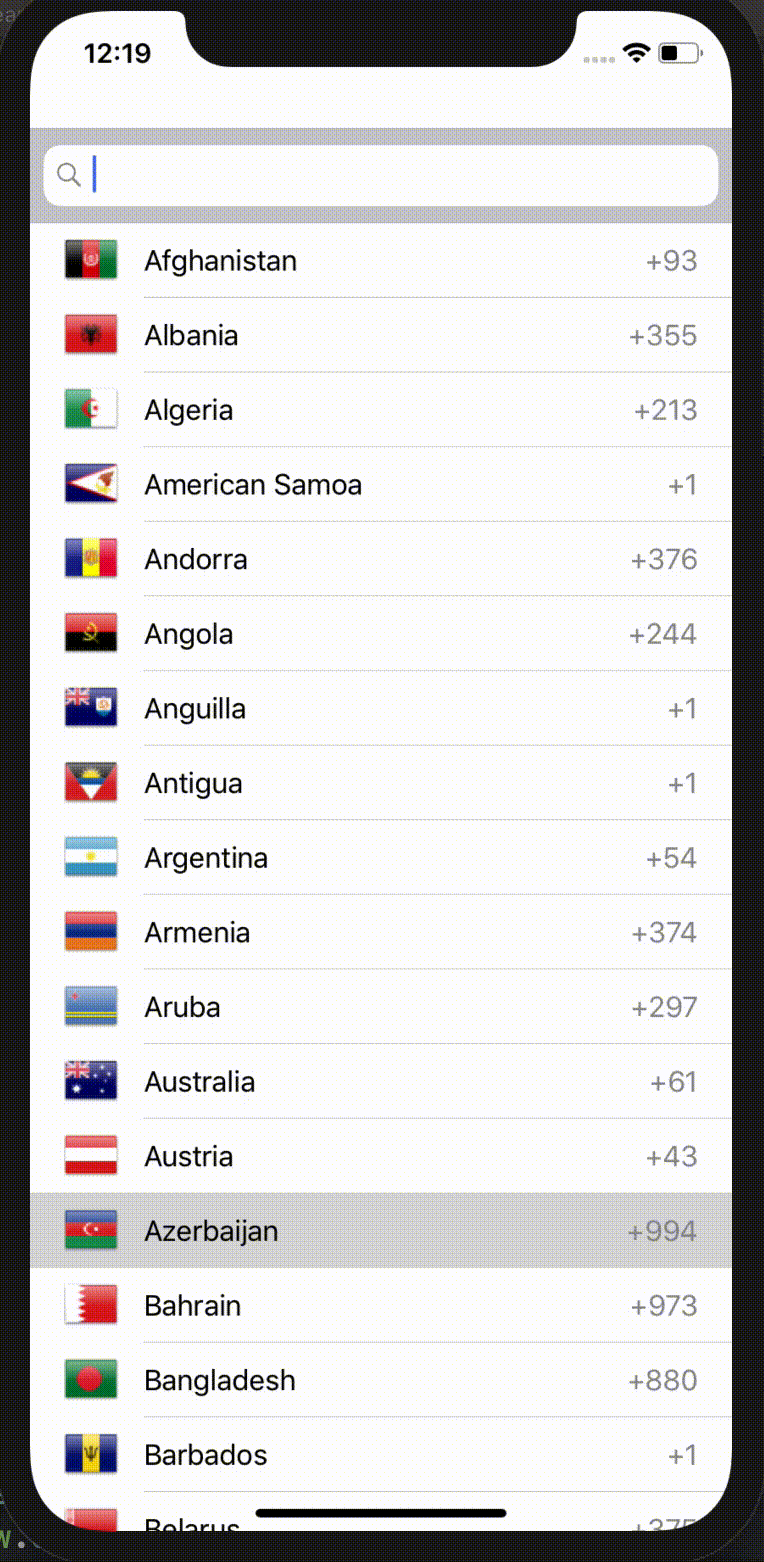 12:19
Afghanistan +93
Albania +355
Algeria +213
American Samoa +1
Andorra +376
Angola +244
Anguilla +1
Antigua +1
Argentina +54
Armenia +374
Aruba +297
Australia +61
Austria +43
Azerbaijan +994
Bahrain +973
Bangladesh +880
Barbados +1
Belarus +375